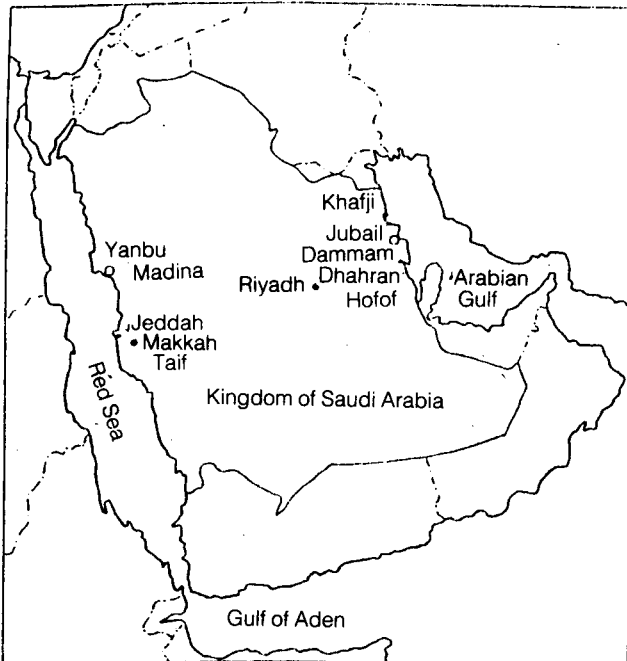 Khafji
Jubail
Dammam
Dhahran
Hofof
Arabian
Gulf
Yanbu
Madina
Riyadh
Jeddah
Makkah
Taif
Red Sea
Kingdom of Saudi Arabia
Gulf of Aden